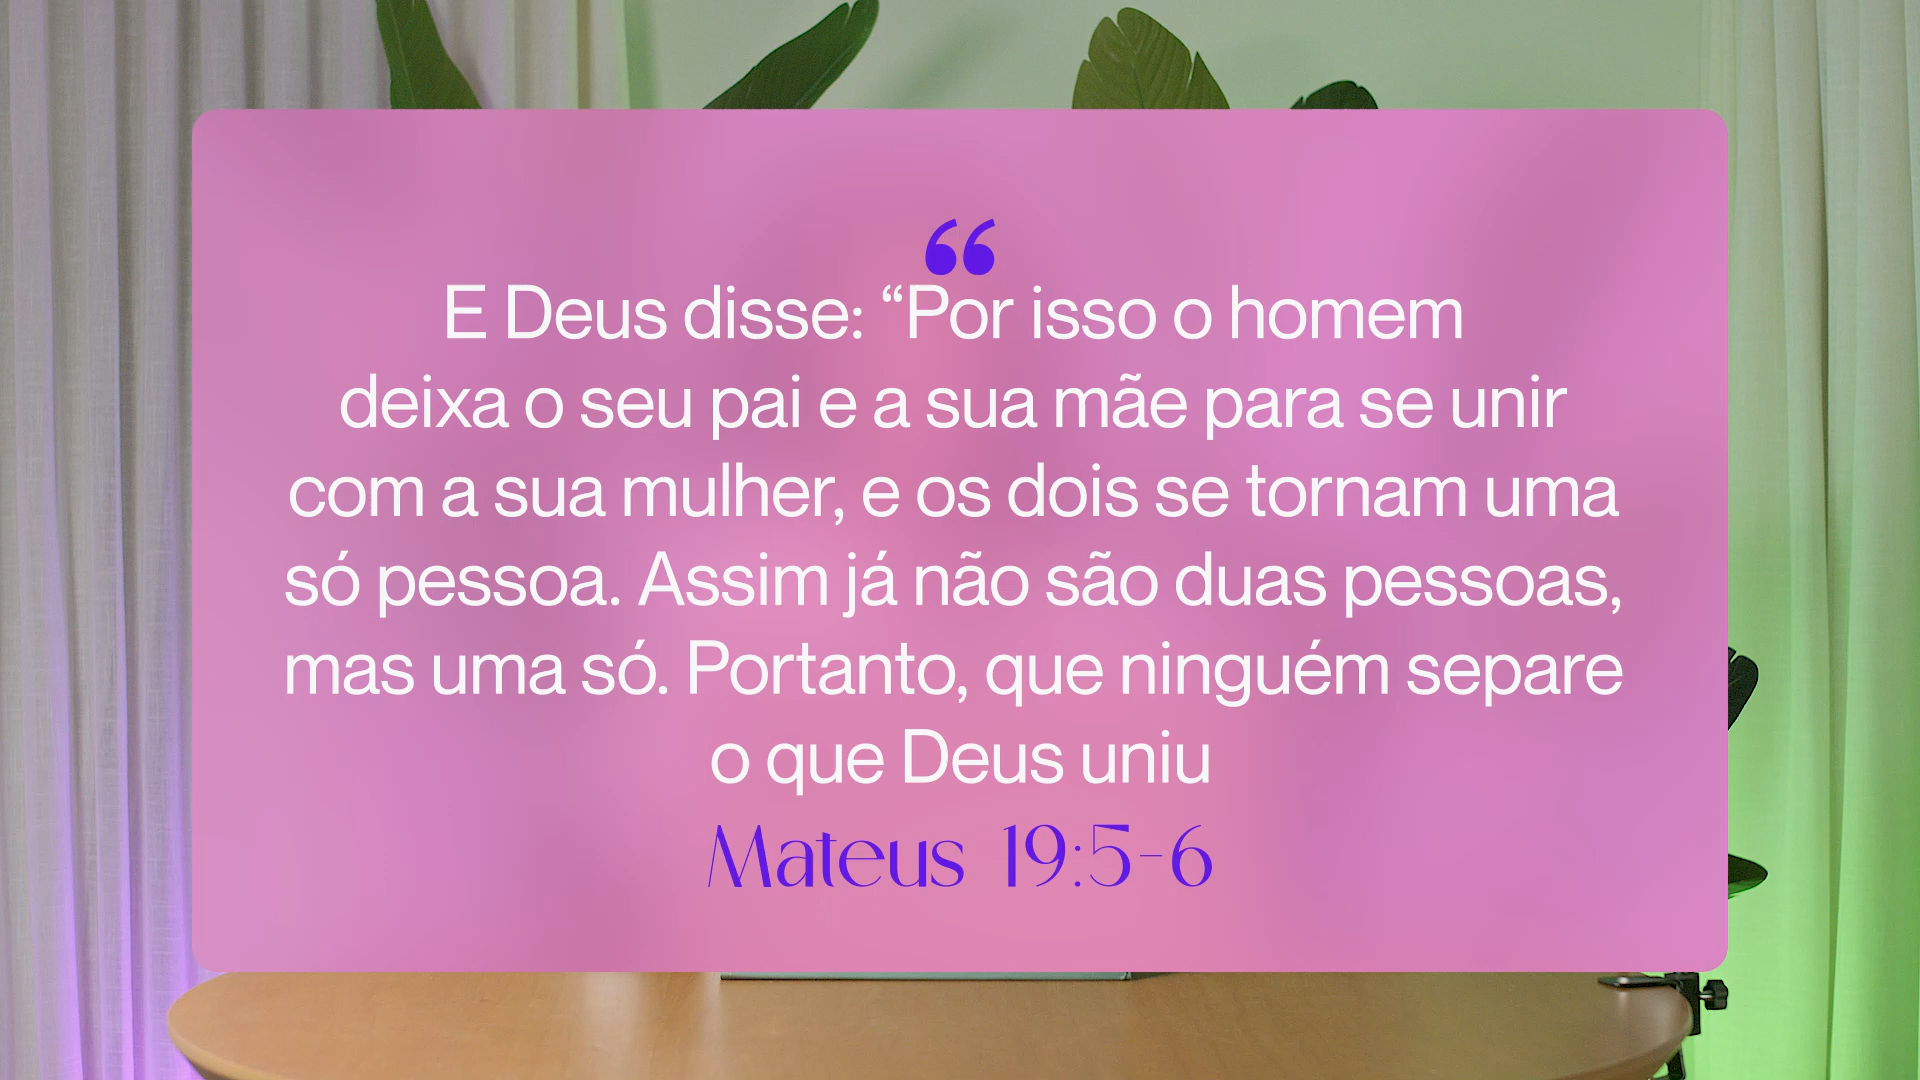 “
E Deus disse: “Por isso o homem
deixa o seu pai e a sua mãe para se unir
com a sua mulher, e os dois se tornam uma
só pessoa. Assim já não são duas pessoas,
mas uma só. Portanto, que ninguém separe
o que Deus uniu
Mateus 19:5-6